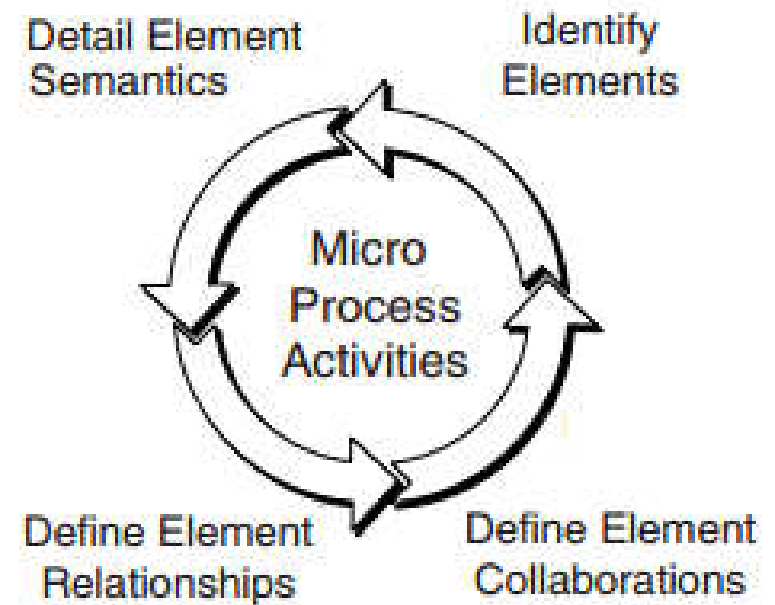 Detail Element
Semantics
Identify
Elements
Micro
Process
Activities
Define Element
Relationships
Define Element
Collaborations